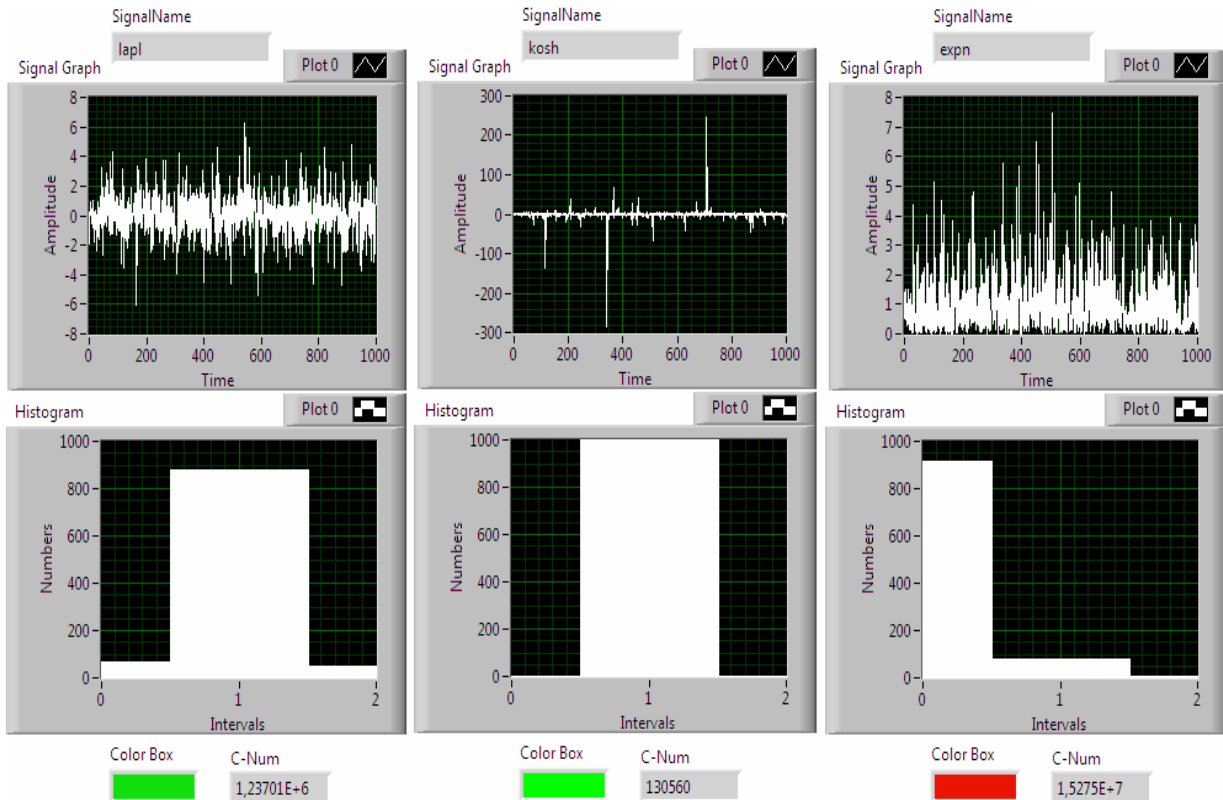 SignalName
lapl
Signal Graph
Plot 0
8
6
4
2
0
-2
-4
-6
-8
Amplitude
0 200 400 600 800 1000
Time
Histogram
Plot 0
1000
800
600
400
200
0
Numbers
0 1 2
Intervals
Color Box
C-Num
1,23701E+6
SignalName
kosh
Signal Graph
Plot 0
300
200
100
0
-100
-200
-300
Amplitude
0 200 400 600 800 1000
Time
Histogram
Plot 0
1000
800
600
400
200
0
Numbers
0 1 2
Intervals
Color Box
C-Num
130560
SignalName
expn
Signal Graph
Plot 0
8
7
6
5
4
3
2
1
0
Amplitude
0 200 400 600 800 1000
Time
Histogram
Plot 0
1000
800
600
400
200
0
Numbers
0 1 2
Intervals
Color Box
C-Num
1,5275E+7